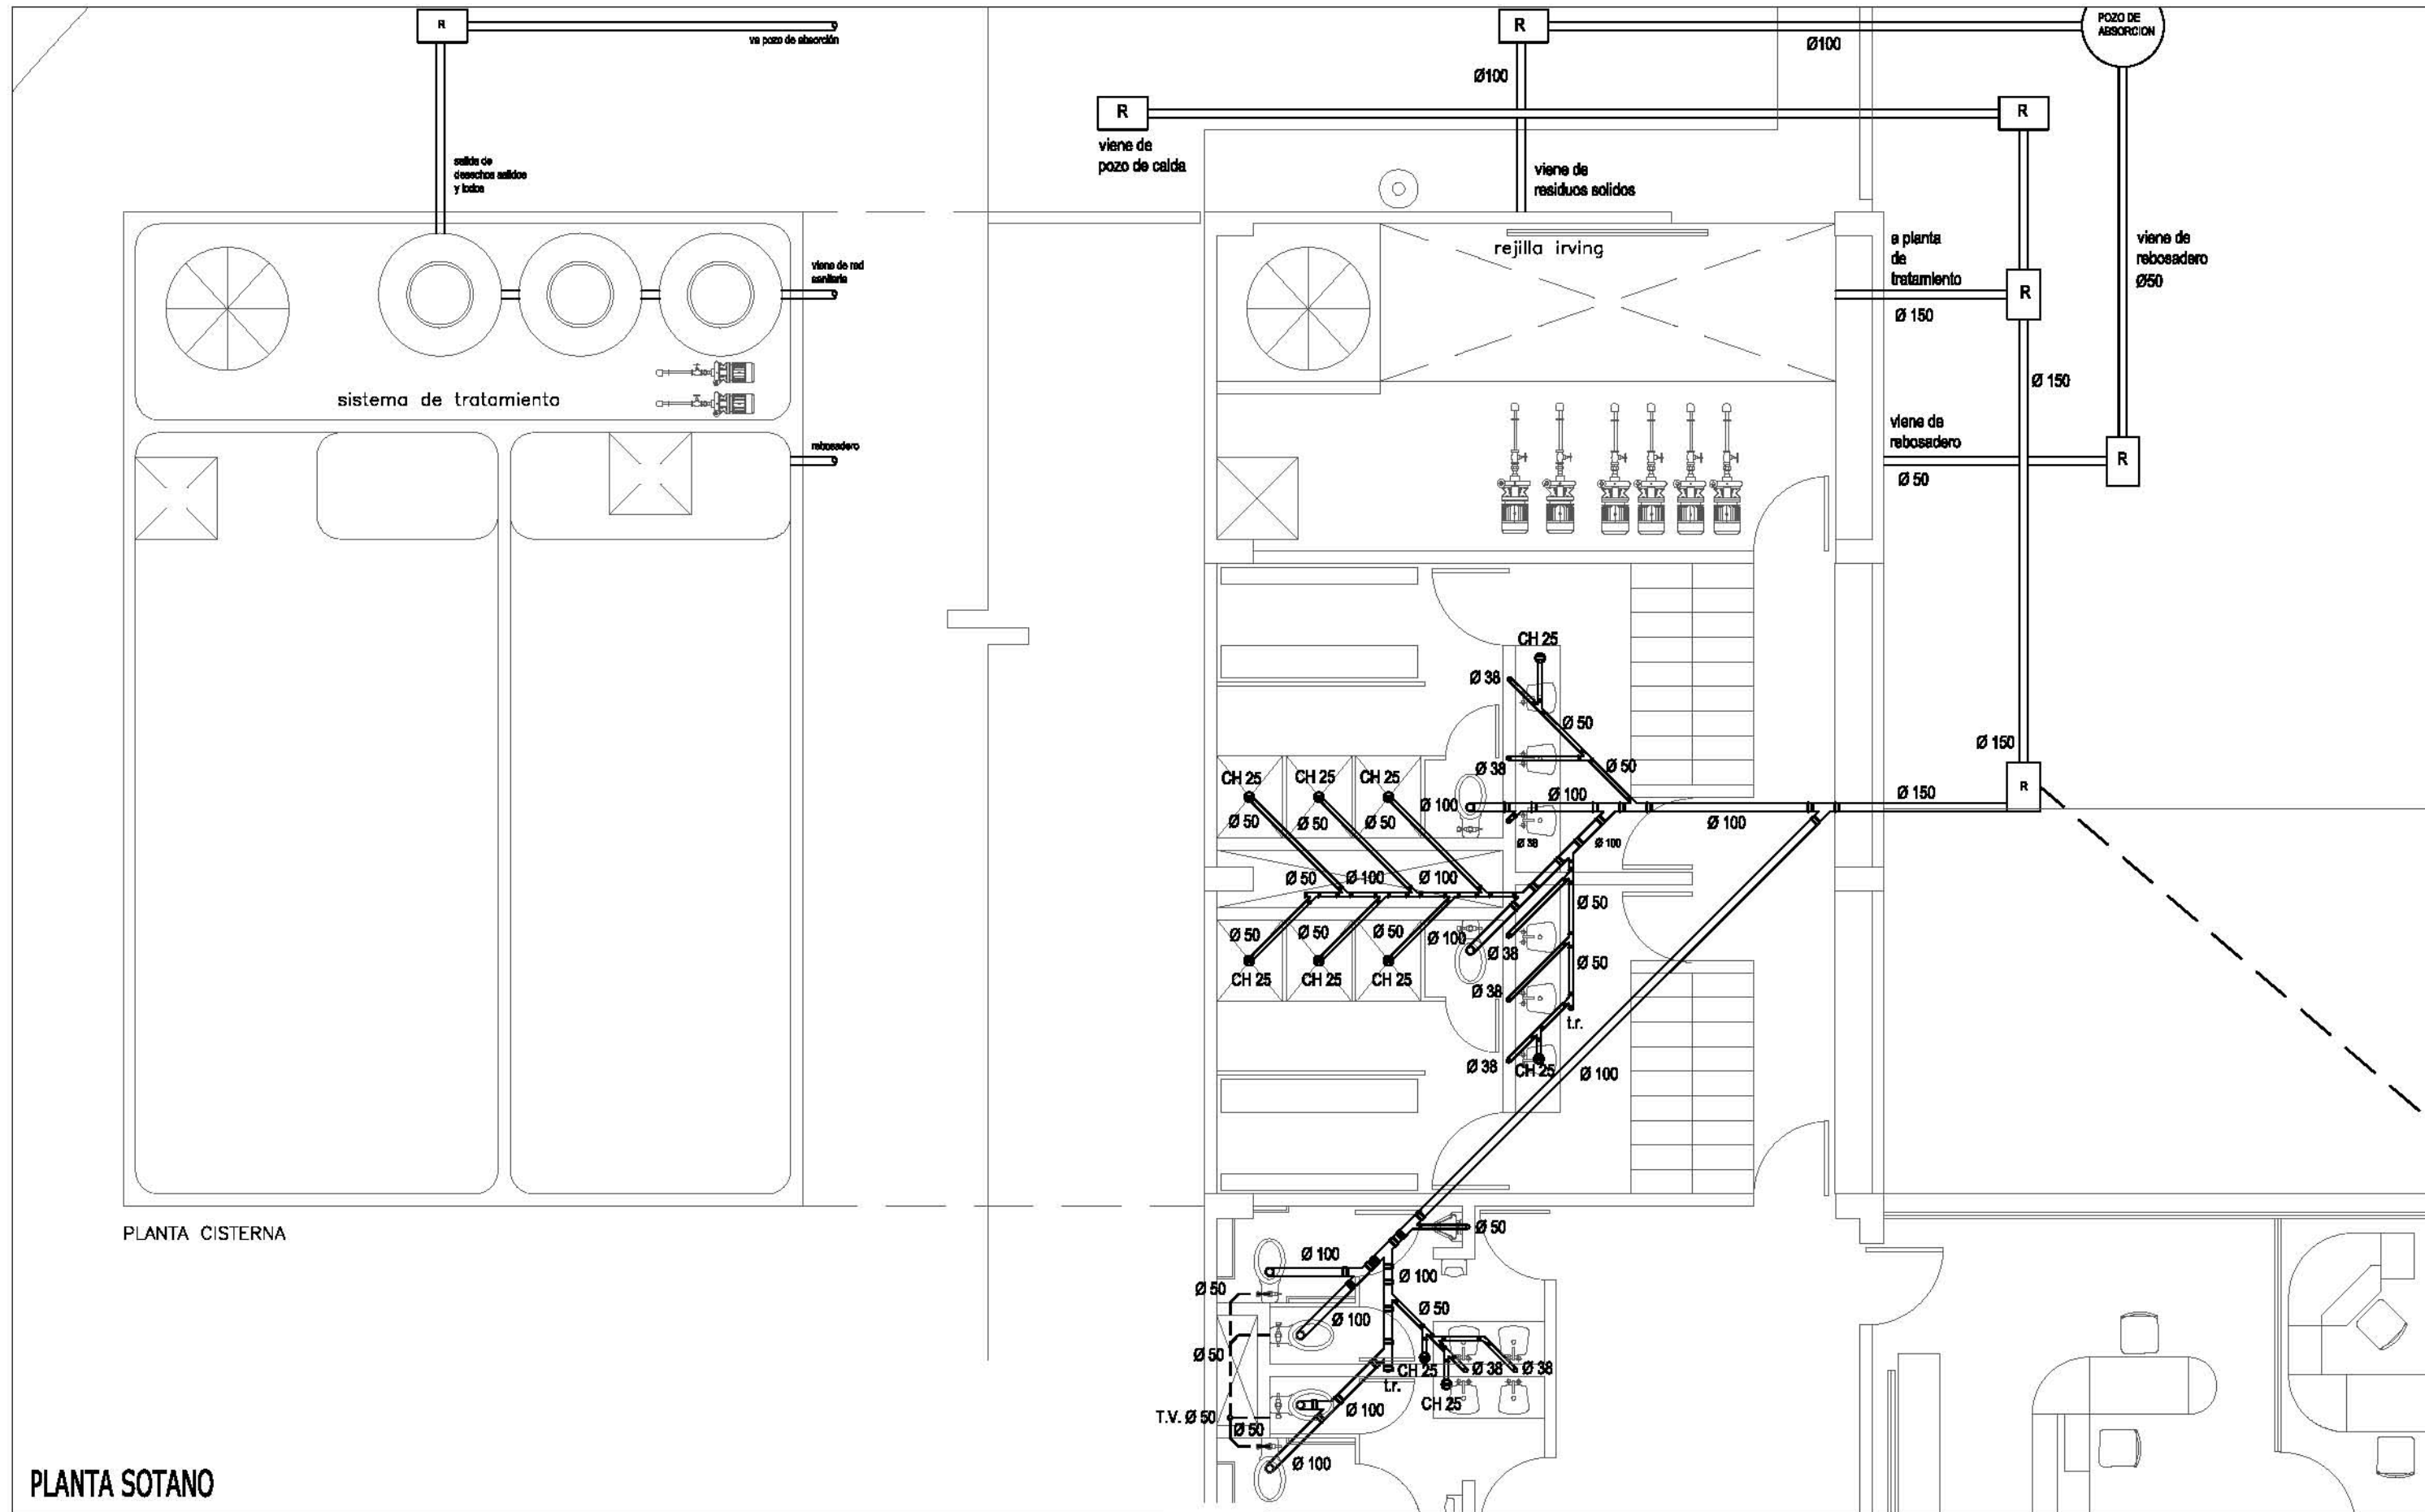 R
va pozo de absorción
R
Ø100
POZO DE
ABSORCION
Ø100
R
R
viene de
pozo de caida
salida de
desechos solidos
y lodos
viene de
residuos solidos
rejilla irving
a planta
de
tratamiento
viene de
rebosadero
Ø50
viene de red
sanitaria
R
Ø 150
Ø 150
sistema de tratamiento
viene de
rebosadero
rebosadero
R
Ø 50
CH 25
Ø 38
Ø 50
Ø 150
Ø 38
Ø 50
CH 25
CH 25
CH 25
R
Ø 100
Ø 100
Ø 150
Ø 50
Ø 50
Ø 50
Ø 100
Ø 38
Ø 100
Ø 50
Ø 100
Ø 100
Ø 50
Ø 50
Ø 50
Ø 50
Ø 100
Ø 38
Ø 50
CH 25
CH 25
CH 25
Ø 38
t.r.
Ø 38
CH 25
Ø 100
PLANTA CISTERNA
Ø 50
Ø 100
Ø 100
Ø 50
Ø 50
Ø 100
Ø 50
CH 25
Ø 38
Ø 38
t.r.
CH 25
T.V. Ø 50
Ø 50
Ø 100
Ø 100
PLANTA SOTANO